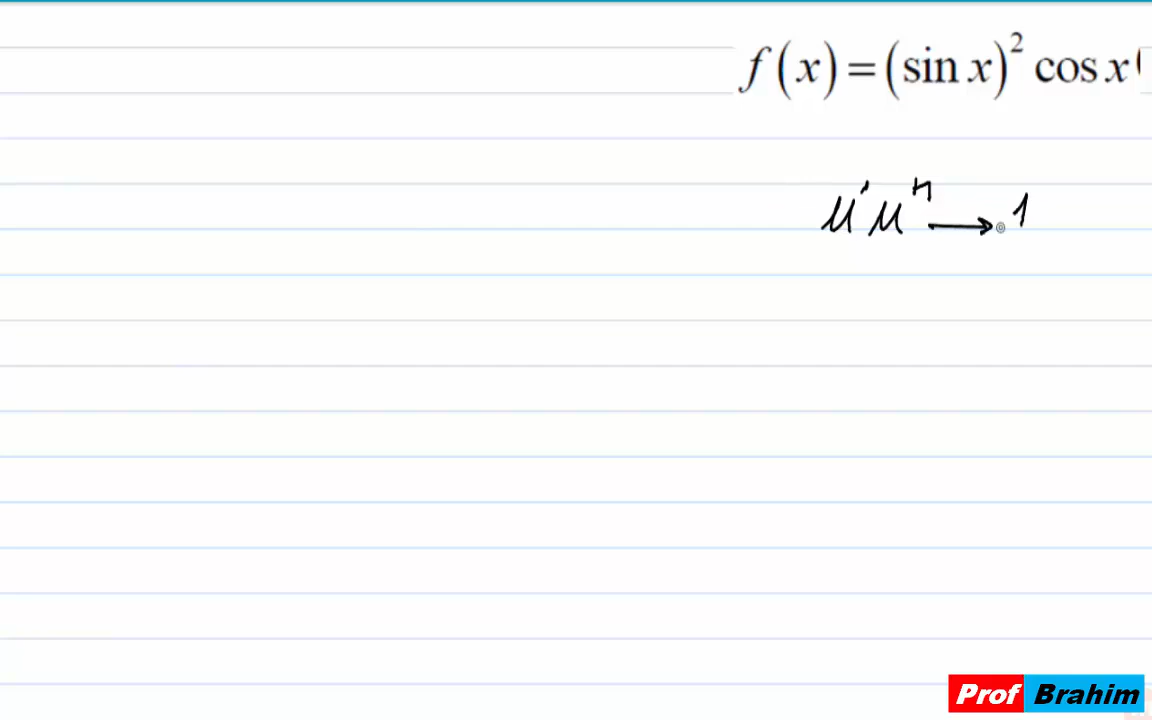 f(x) = (sin x)² cos x
u' uⁿ → 1
Prof Brahim